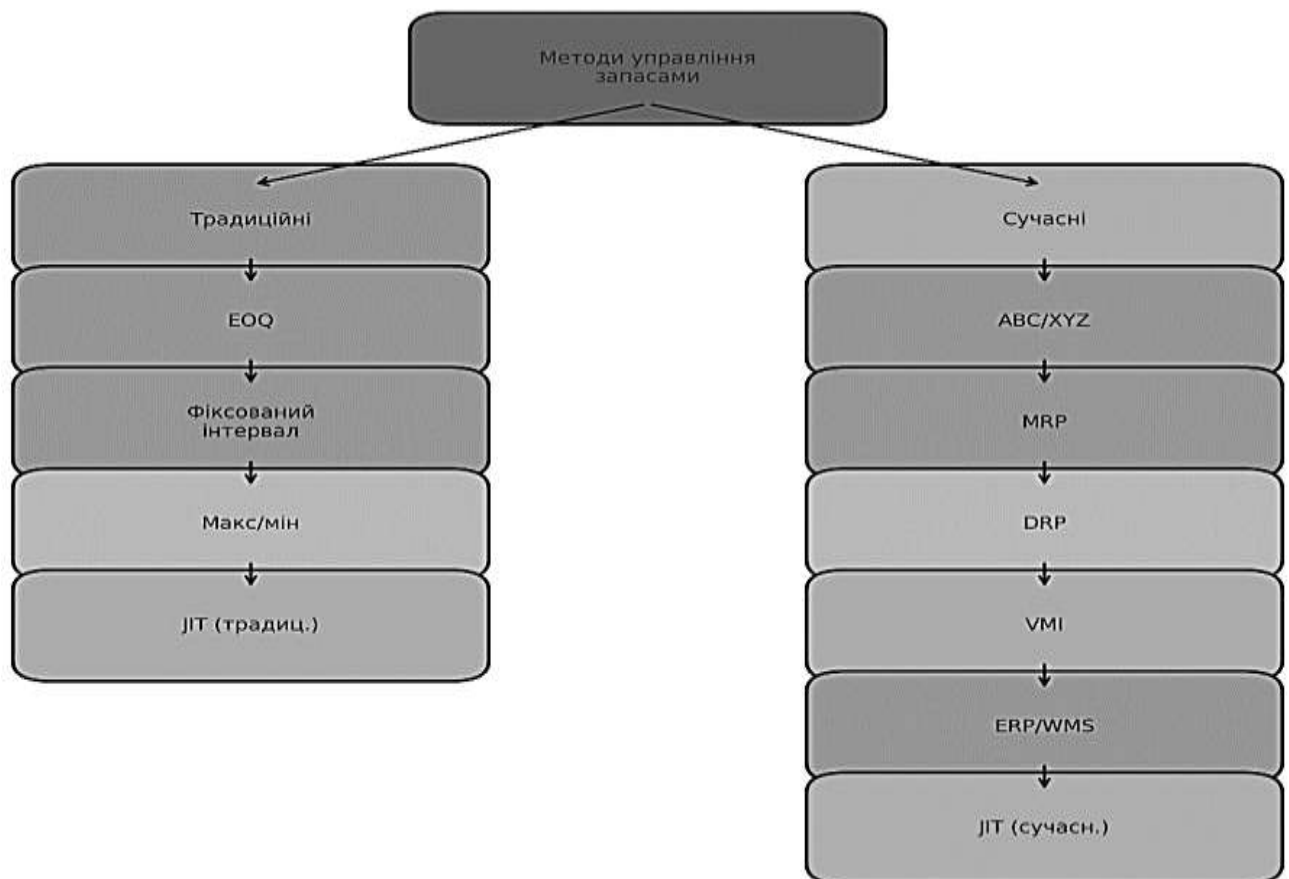 Методи управління
запасами
Традиційні
EOQ
Фіксований
інтервал
Макс/мін
JIT (традиц.)
Сучасні
ABC/XYZ
MRP
DRP
VMI
ERP/WMS
JIT (сучасн.)